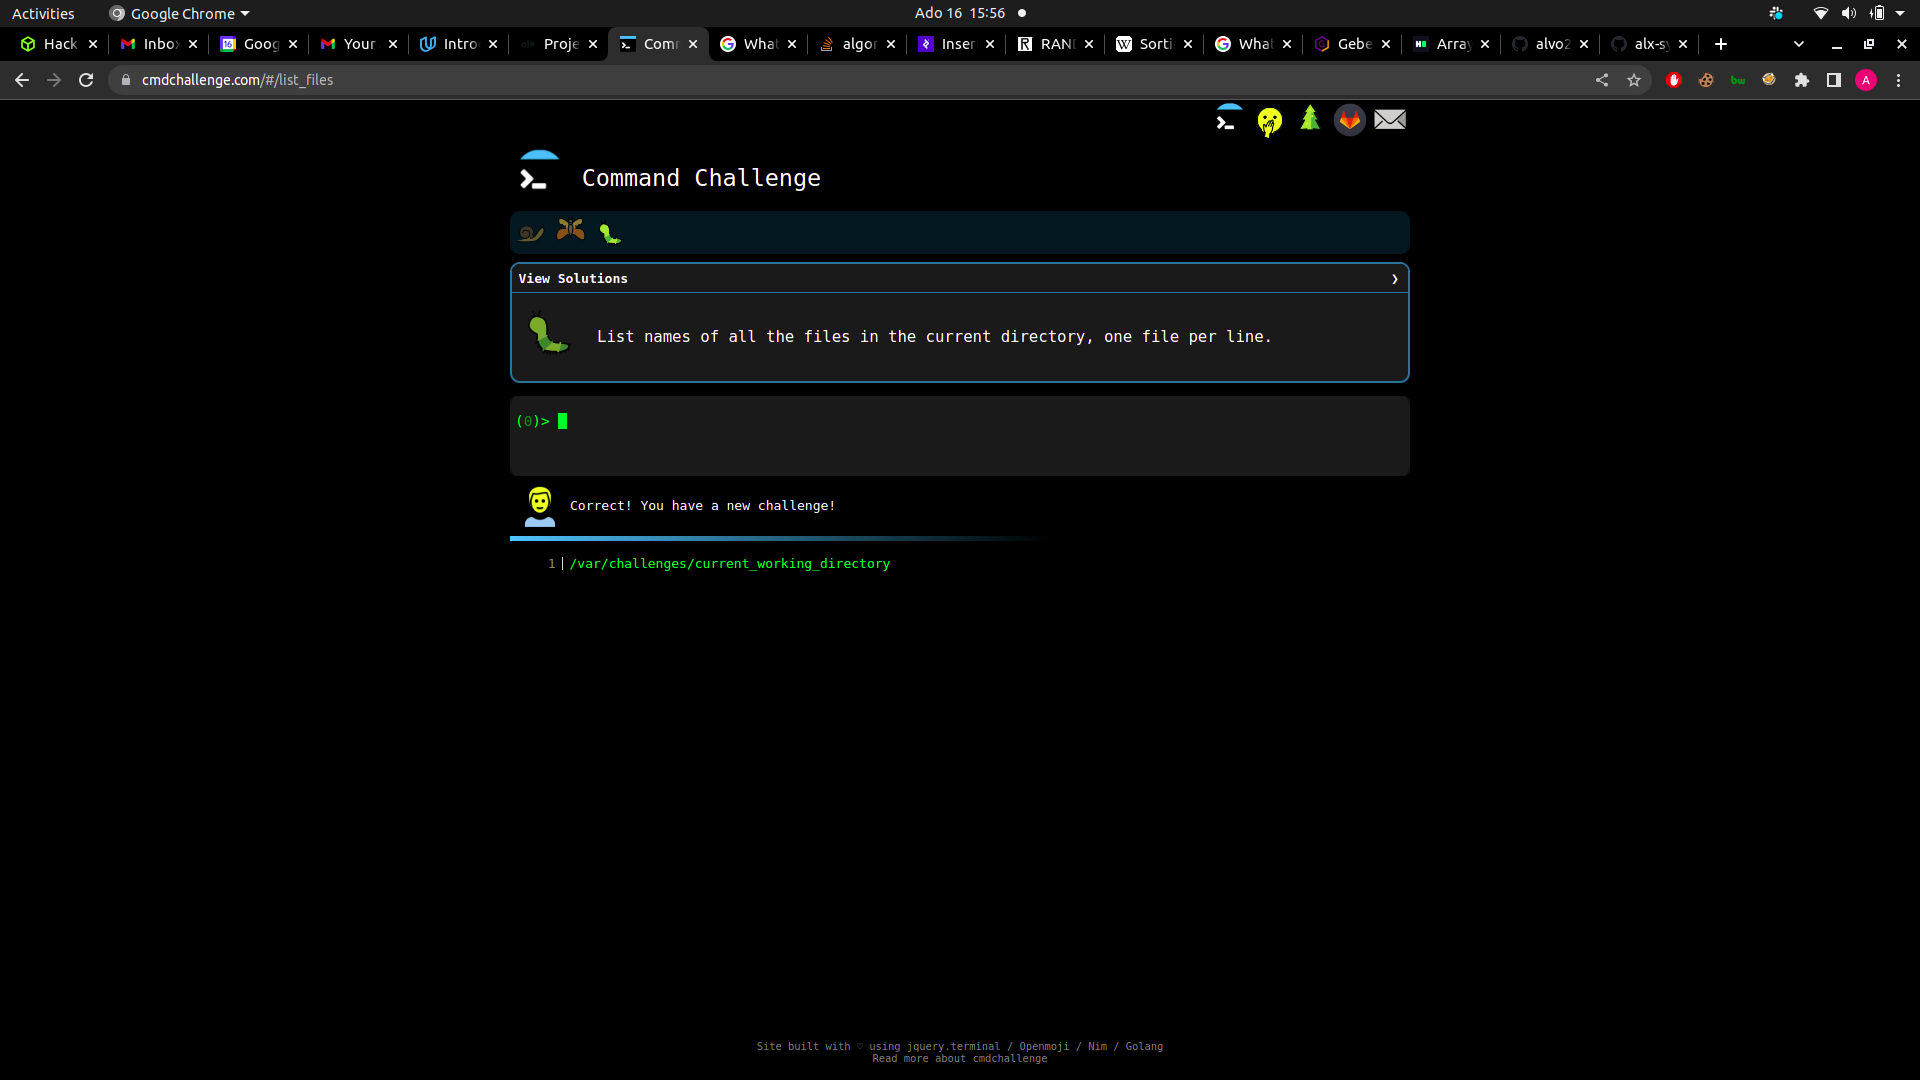 Activities Google Chrome Ado 16 15:56
Hack Inbo Goog Your Intro Proje Comm What algor Inser RAN Sorti What Gebe Array alvo2 alx-sy
cmdchallenge.com/#/list_files bw A
Command Challenge
View Solutions
List names of all the files in the current directory, one file per line.
(0)>
Correct! You have a new challenge!
1 /var/challenges/current_working_directory
Site built with ♡ using jquery.terminal / Openmoji / Nim / Golang
Read more about cmdchallenge